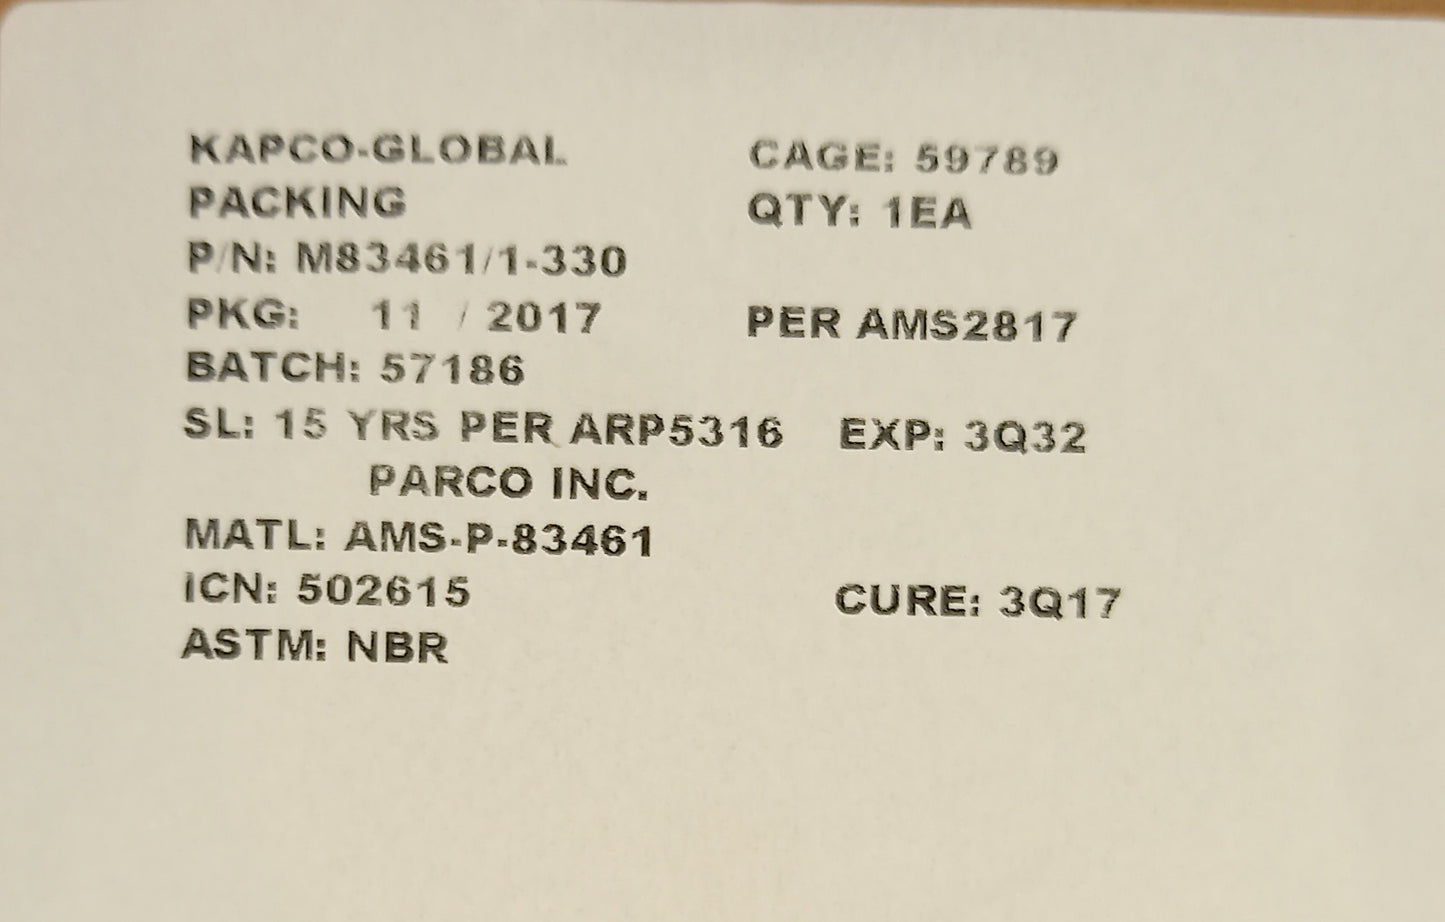 KAPCO-GLOBAL CAGE: 59789
PACKING QTY: 1EA
P/N: M83461/1-330
PKG: 11 / 2017 PER AMS2817
BATCH: 57186
SL: 15 YRS PER ARP5316 EXP: 3Q32
PARCO INC.
MATL: AMS-P-83461
ICN: 502615 CURE: 3Q17
ASTM: NBR